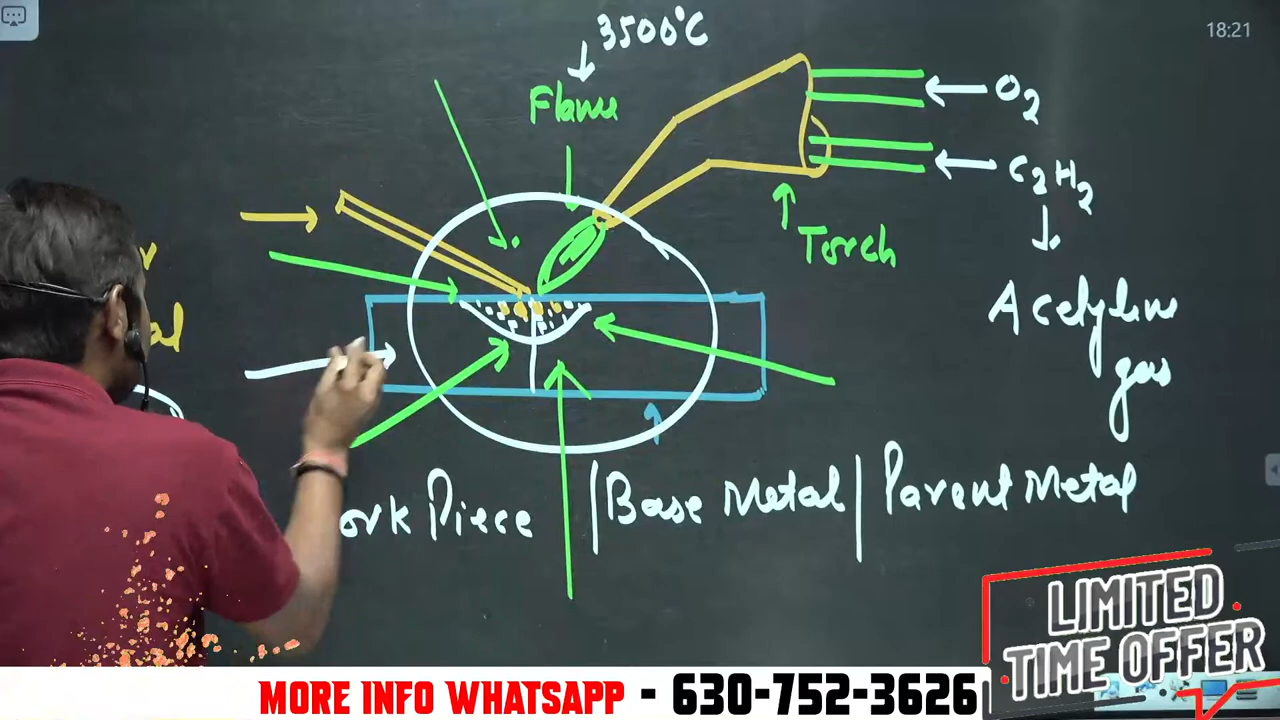 18:21
3500°C
Flame
O2
C2H2
Torch
Acetylene
gas
ork Piece | Base Metal | Parent Metal
LIMITED
TIME OFFER
MORE INFO WHATSAPP - 630-752-3626